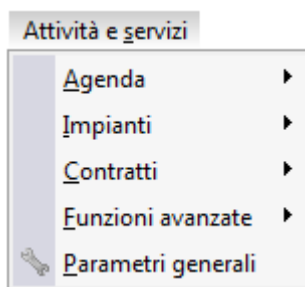 Attività e servizi
Agenda
Impianti
Contratti
Funzioni avanzate
Parametri generali